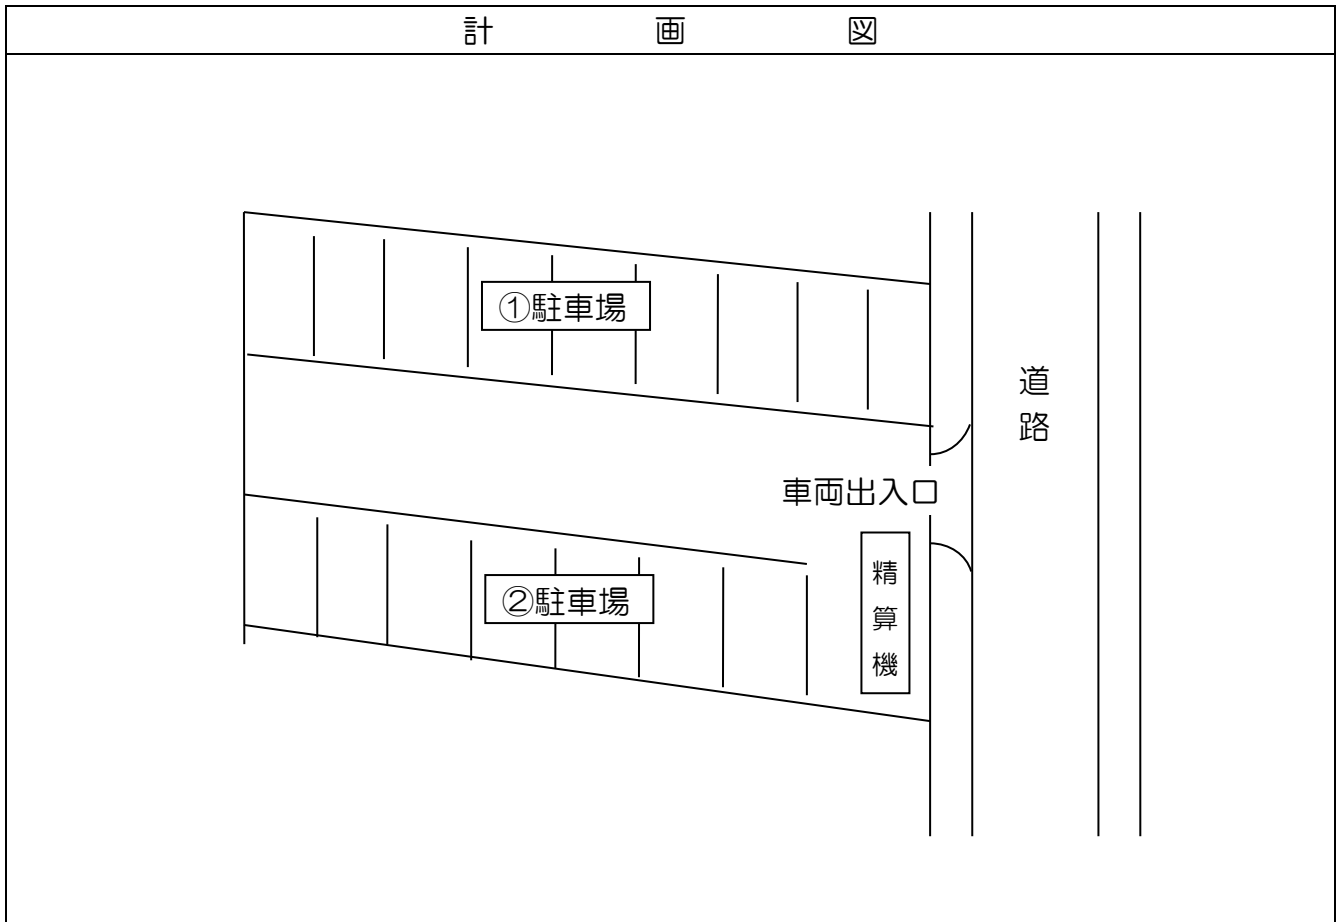 計画図
①駐車場
道路
車両出入口
②駐車場
精算機